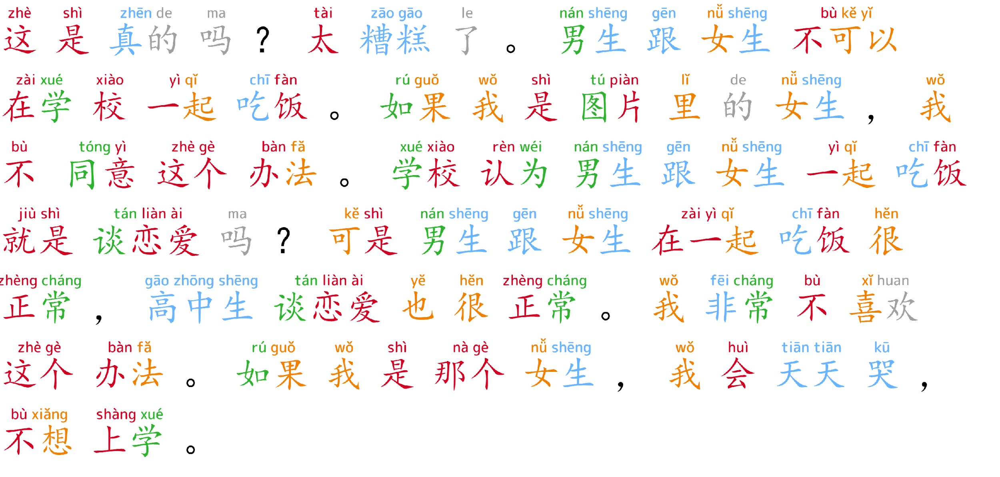 zhè shì zhēn de ma tài zāo gāo le nán shēng gēn nǚ shēng bù kě yǐ
这是真的吗？太糟糕了。男生跟女生不可以
zài xué xiào yì qǐ chī fàn rú guǒ wǒ shì tú piàn lǐ de nǚ shēng wǒ
在学校一起吃饭。如果我是图片里的女生，我
bù tóng yì zhè gè bàn fǎ xué xiào rèn wéi nán shēng gēn nǚ shēng yì qǐ chī fàn
不同意这个办法。学校认为男生跟女生一起吃饭
jiù shì tán liàn ài ma kě shì nán shēng gēn nǚ shēng zài yì qǐ chī fàn hěn
就是谈恋爱吗？可是男生跟女生在一起吃饭很
zhèng cháng gāo zhōng shēng tán liàn ài yě hěn zhèng cháng wǒ fēi cháng bù xǐ huan
正常，高中生谈恋爱也很正常。我非常不喜欢
zhè gè bàn fǎ rú guǒ wǒ shì nà gè nǚ shēng wǒ huì tiān tiān kū
这个办法。如果我是那个女生，我会天天哭，
bù xiǎng shàng xué
不想上学。